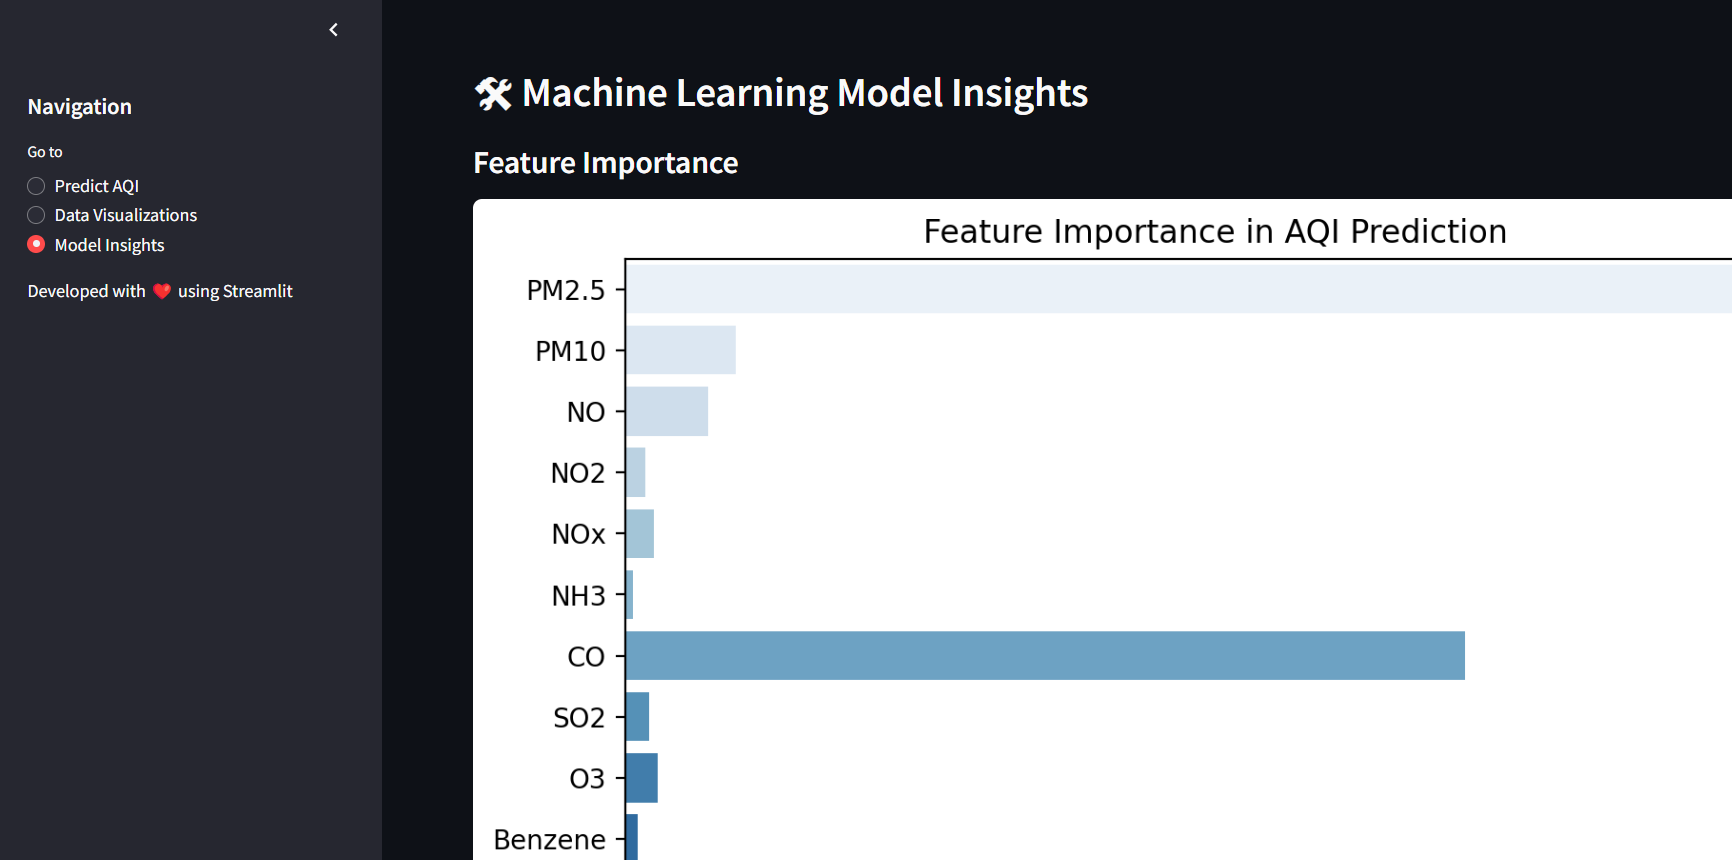 Navigation
Go to
Predict AQI
Data Visualizations
Model Insights
Developed with ❤️ using Streamlit
🛠️ Machine Learning Model Insights
Feature Importance
Feature Importance in AQI Prediction
PM2.5
PM10
NO
NO2
NOx
NH3
CO
SO2
O3
Benzene